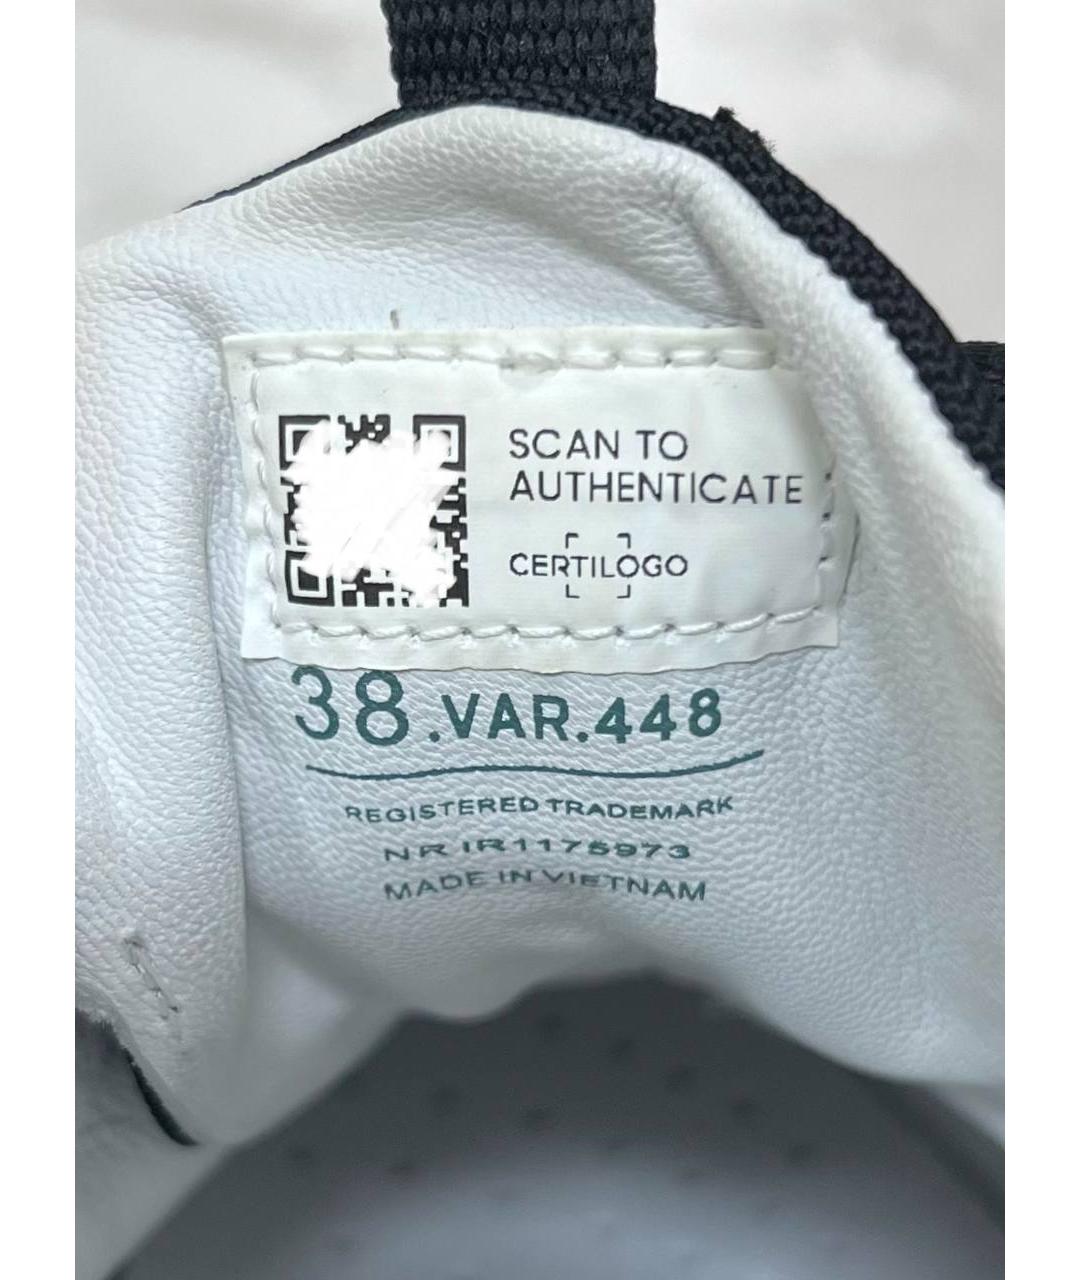 SCAN TO
AUTHENTICATE
CERTILOGO
38.VAR.448
REGISTERED TRADEMARK
NR IR1175973
MADE IN VIETNAM